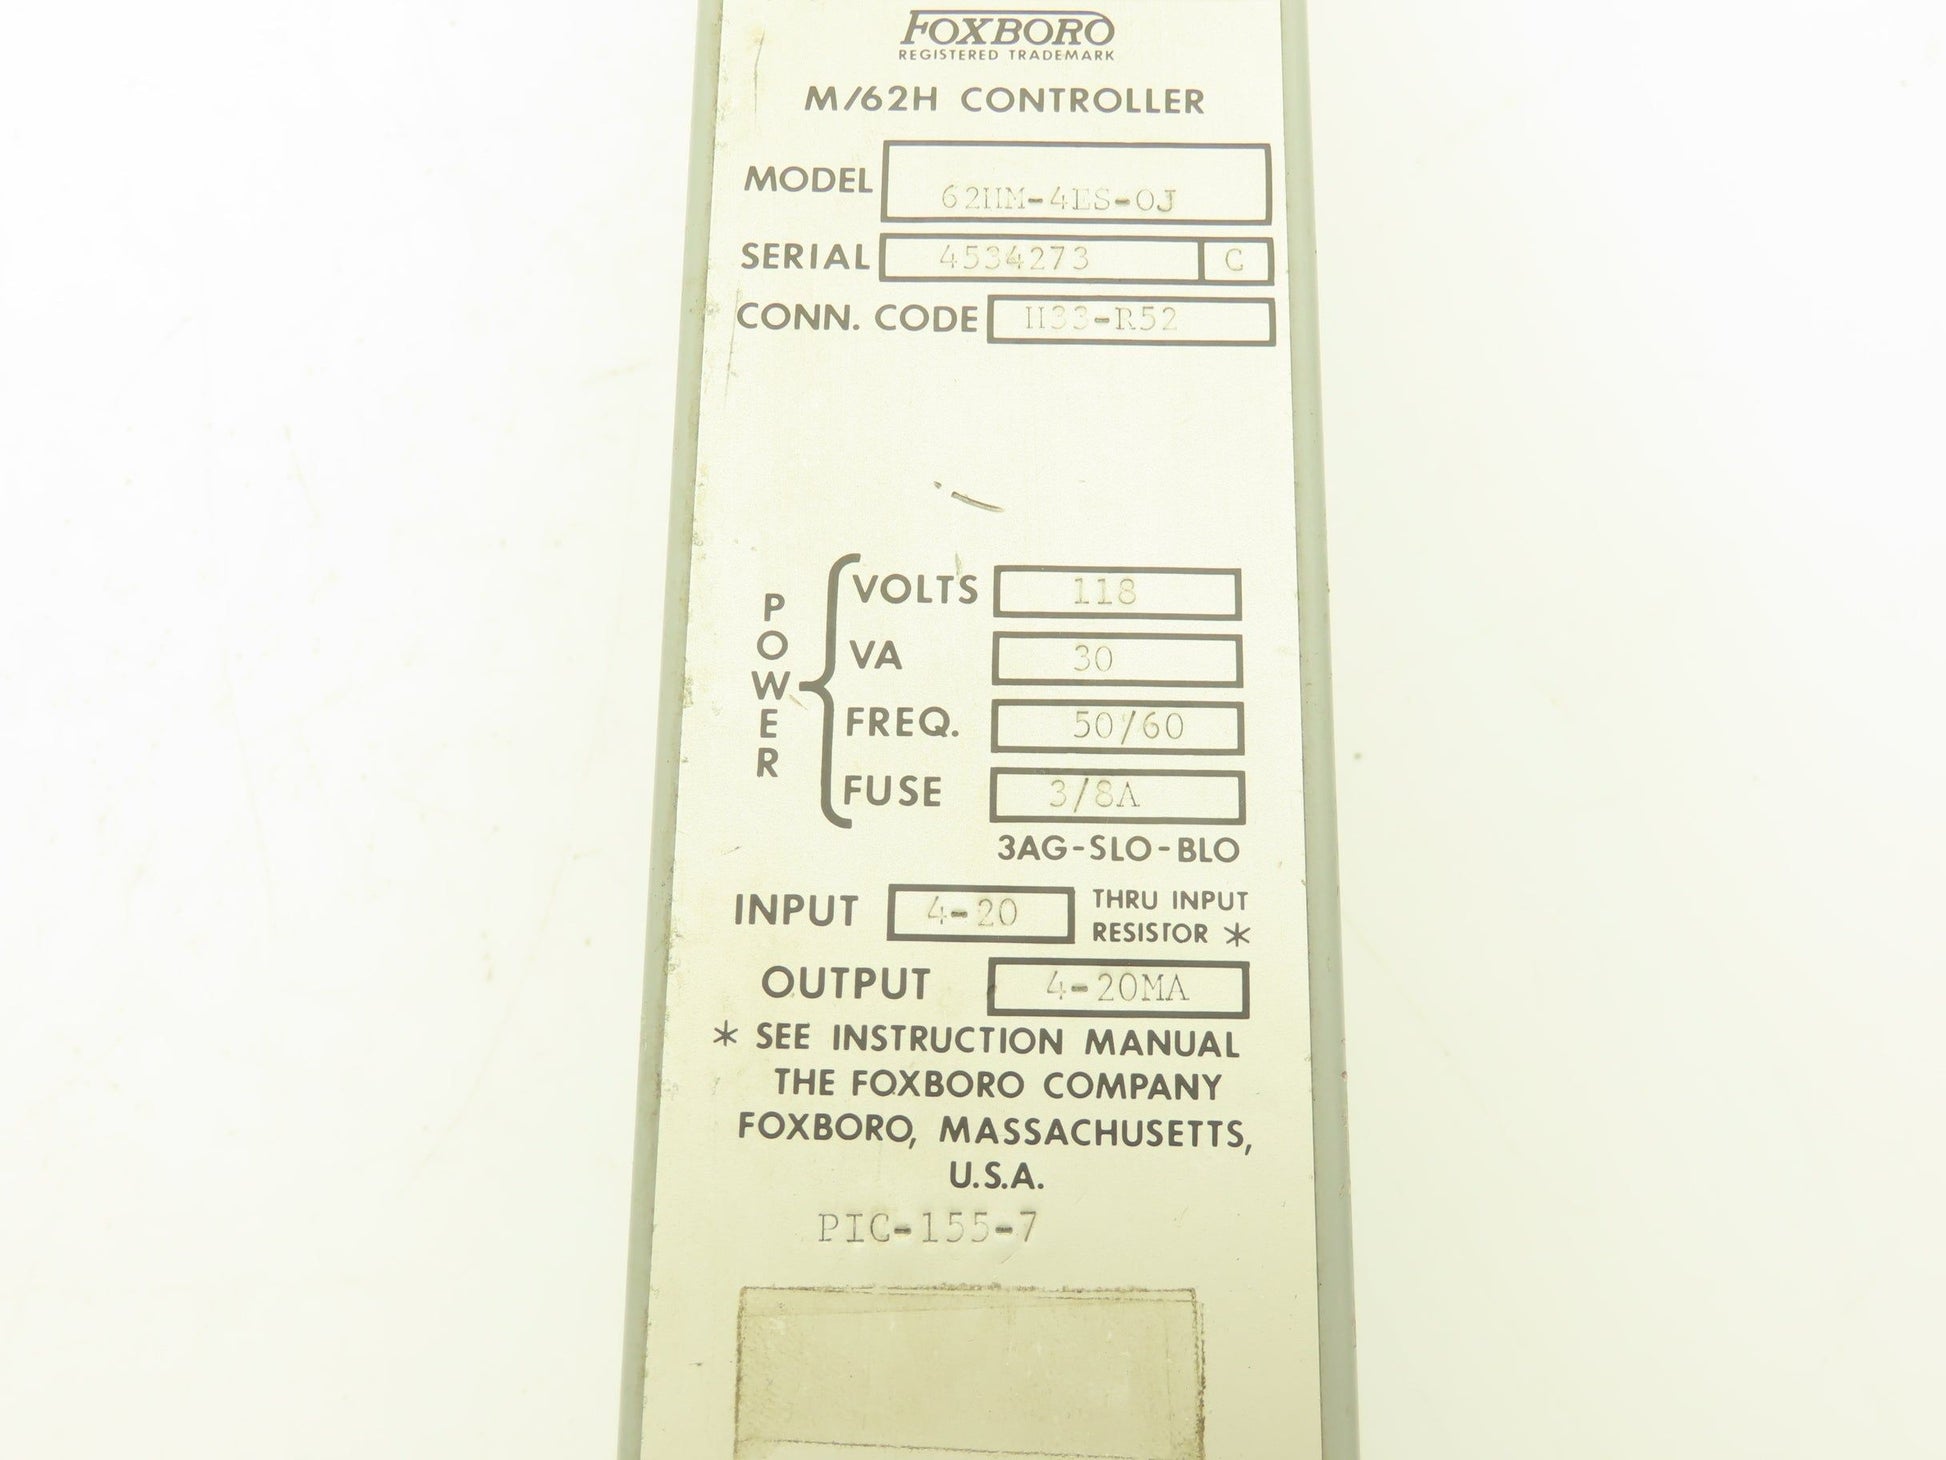 FOXBORO
REGISTERED TRADEMARK
M/62H CONTROLLER
MODEL 62HM-4ES-OJ
SERIAL 4534273 C
CONN. CODE H33-R52
POWER
VOLTS 118
VA 30
FREQ. 50/60
FUSE 3/8A
3AG-SLO-BLO
INPUT 4-20 THRU INPUT
RESISTOR *
OUTPUT 4-20MA
* SEE INSTRUCTION MANUAL
THE FOXBORO COMPANY
FOXBORO, MASSACHUSETTS,
U.S.A.
PIC-155-7